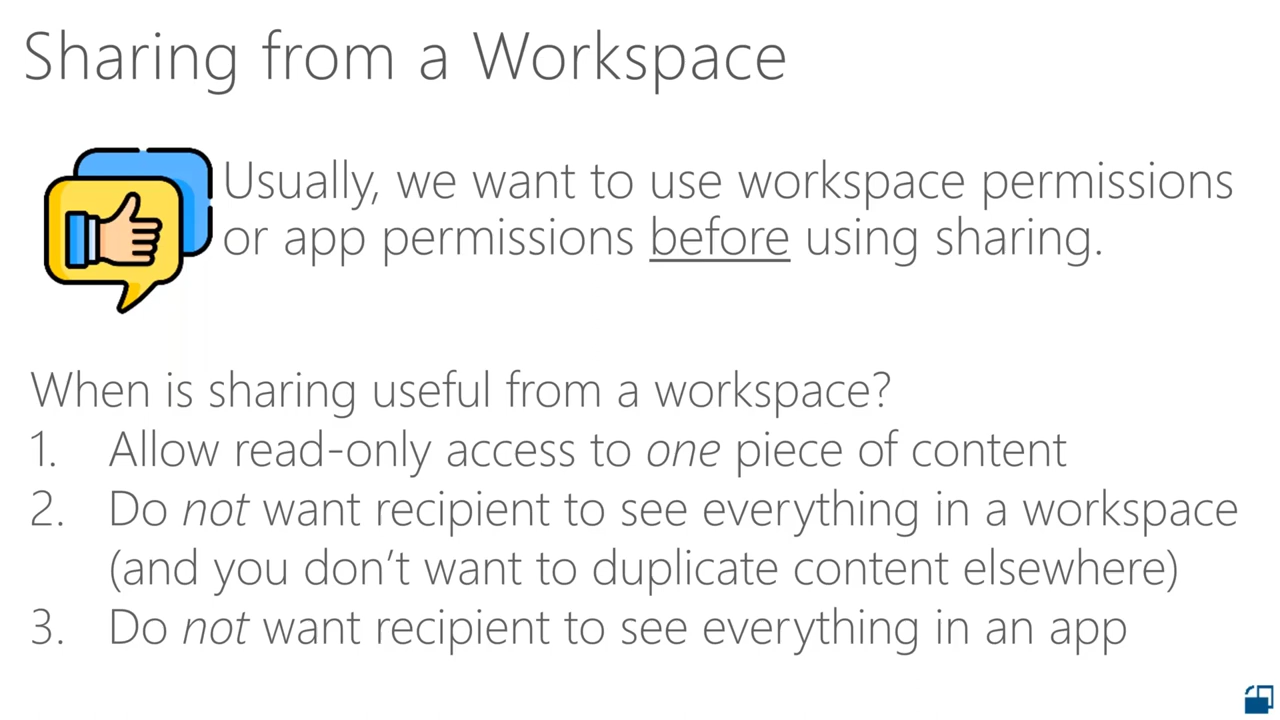 Sharing from a Workspace
Usually, we want to use workspace permissions
or app permissions before using sharing.
When is sharing useful from a workspace?
1. Allow read-only access to one piece of content
2. Do not want recipient to see everything in a workspace
(and you don’t want to duplicate content elsewhere)
3. Do not want recipient to see everything in an app